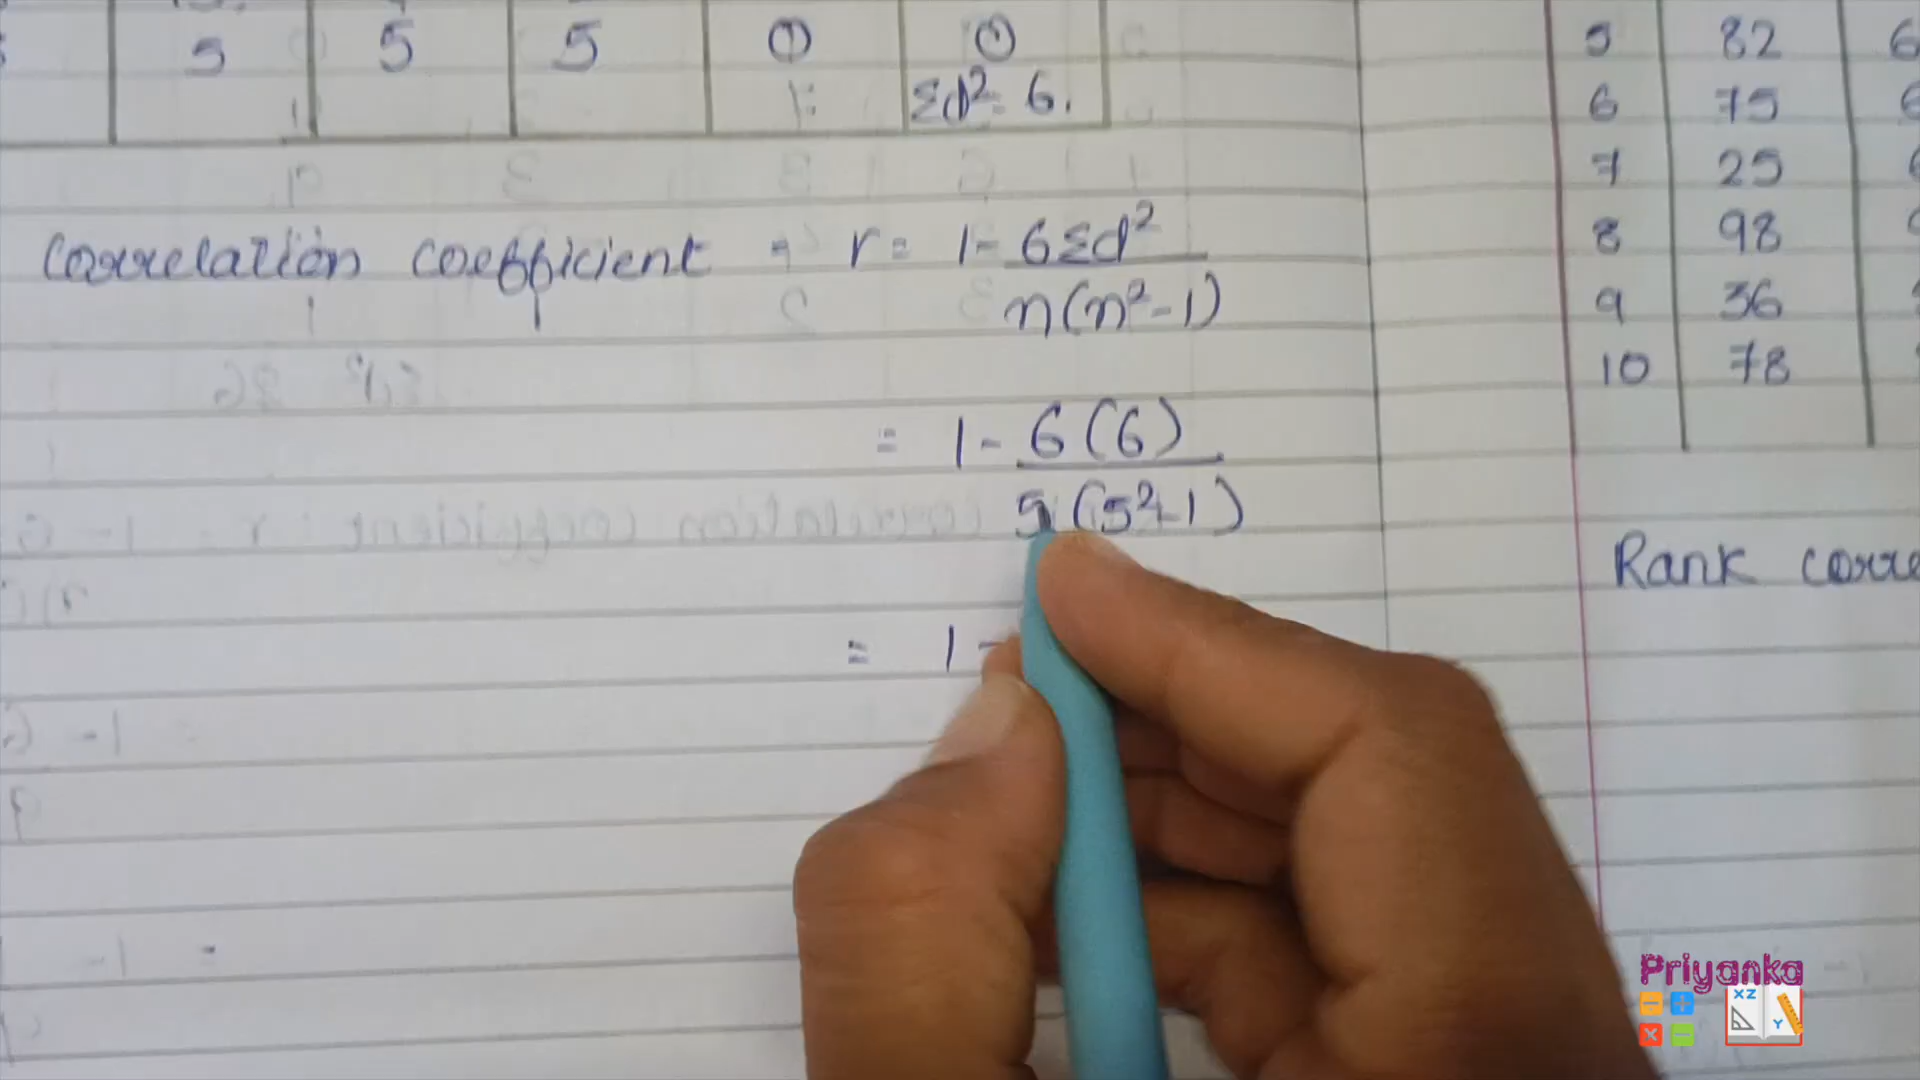 5 5 5 0 0
Σd² = 6.
Correlation coefficient = r = 1 - 6Σd²
n(n²-1)
= 1 - 6(6)
5(5²-1)
= 1 -
5 82
6 75
7 25
8 98
9 36
10 78
Rank
Priyanka
XZ
Y